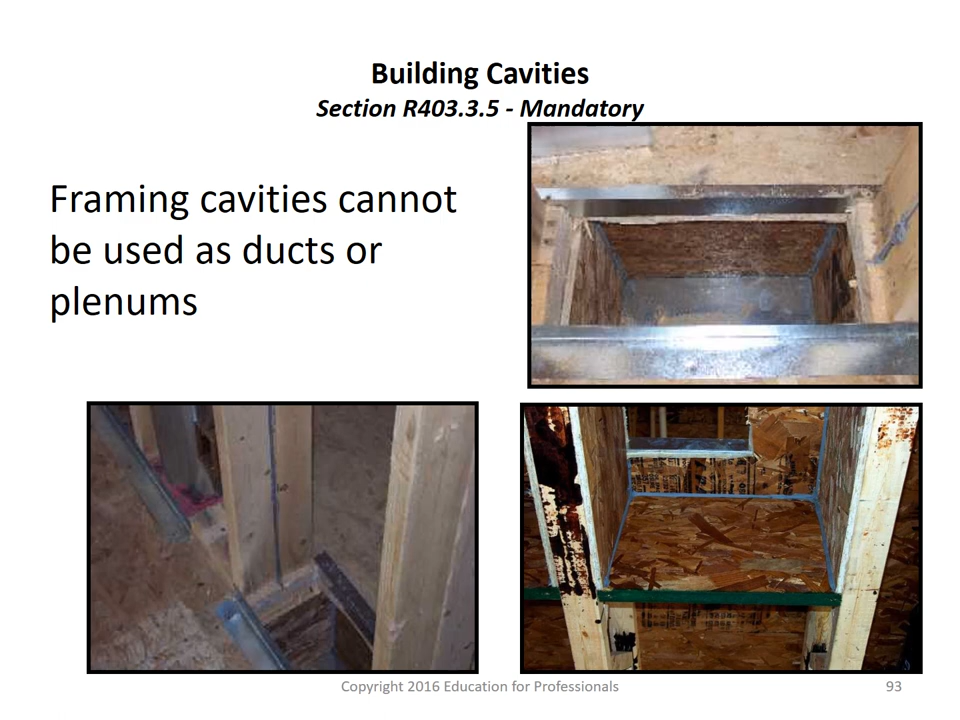 Building Cavities
Section R403.3.5 - Mandatory
Framing cavities cannot
be used as ducts or
plenums
Copyright 2016 Education for Professionals
93